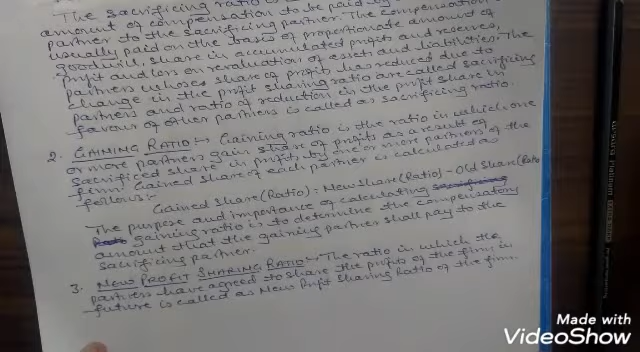 The sacrificing ratio is
amount of compensation to be paid by
partner to the sacrificing partner. The compensation is
usually paid on the basis of proportionate amount of
goodwill, share in accumulated profits and reserves,
profit and loss on revaluation of assets and liabilities. The
partners whose share of profit has reduced due to
change in the profit sharing ratio are called sacrificing
partners and ratio of reduction in the profit share in
favour of other partners is called as sacrificing ratio.
2. GAINING RATIO:- Gaining ratio is the ratio in which one
or more partners gain share of profits as a result of
sacrificed share in profits by one or more partners of the
firm. Gained share of each partner is calculated as
follows:-
Gained Share (Ratio) = New Share (Ratio) - Old Share (Ratio
The purpose and importance of calculating sacrificing
gaining ratio is to determine the compensatory
amount that the gaining partner shall pay to the
sacrificing partner.
3. NEW PROFIT SHARING RATIO:- The ratio in which the
partners have agreed to share the profits of the firm in
future is called as New Profit Sharing Ratio of the firm.
Made with
VideoShow